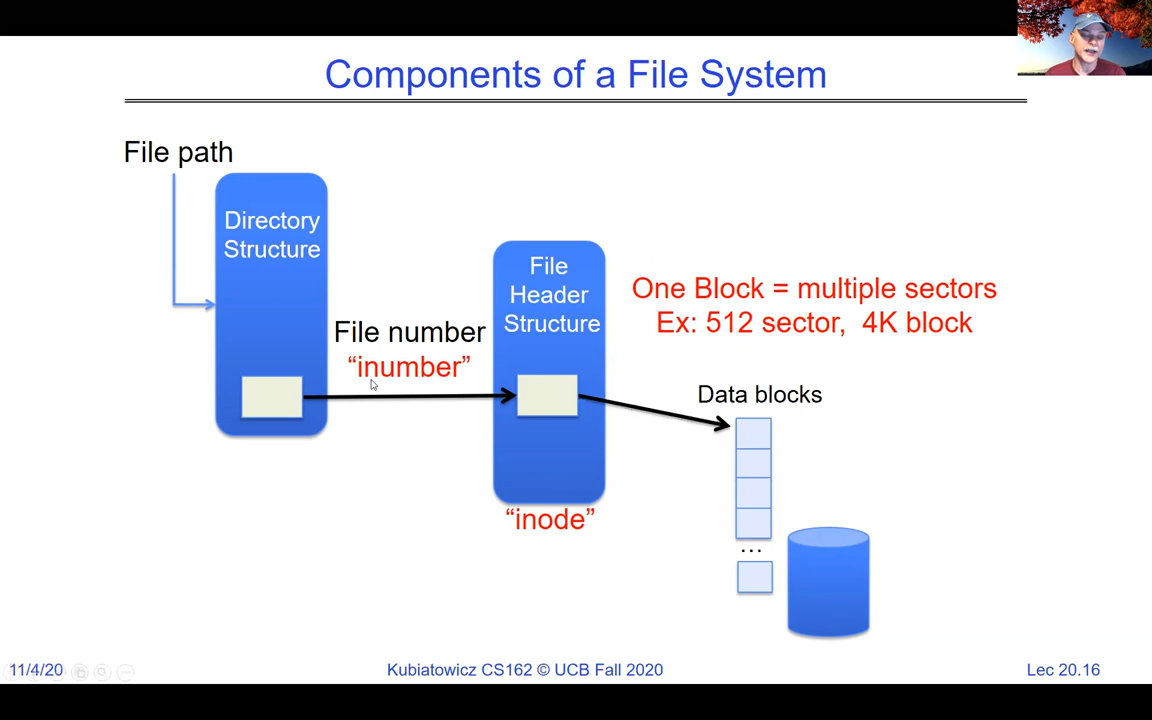 Components of a File System
File path
Directory
Structure
File number
“inumber”
File
Header
Structure
“inode”
One Block = multiple sectors
Ex: 512 sector, 4K block
Data blocks
...
11/4/20
Kubiatowicz CS162 © UCB Fall 2020
Lec 20.16